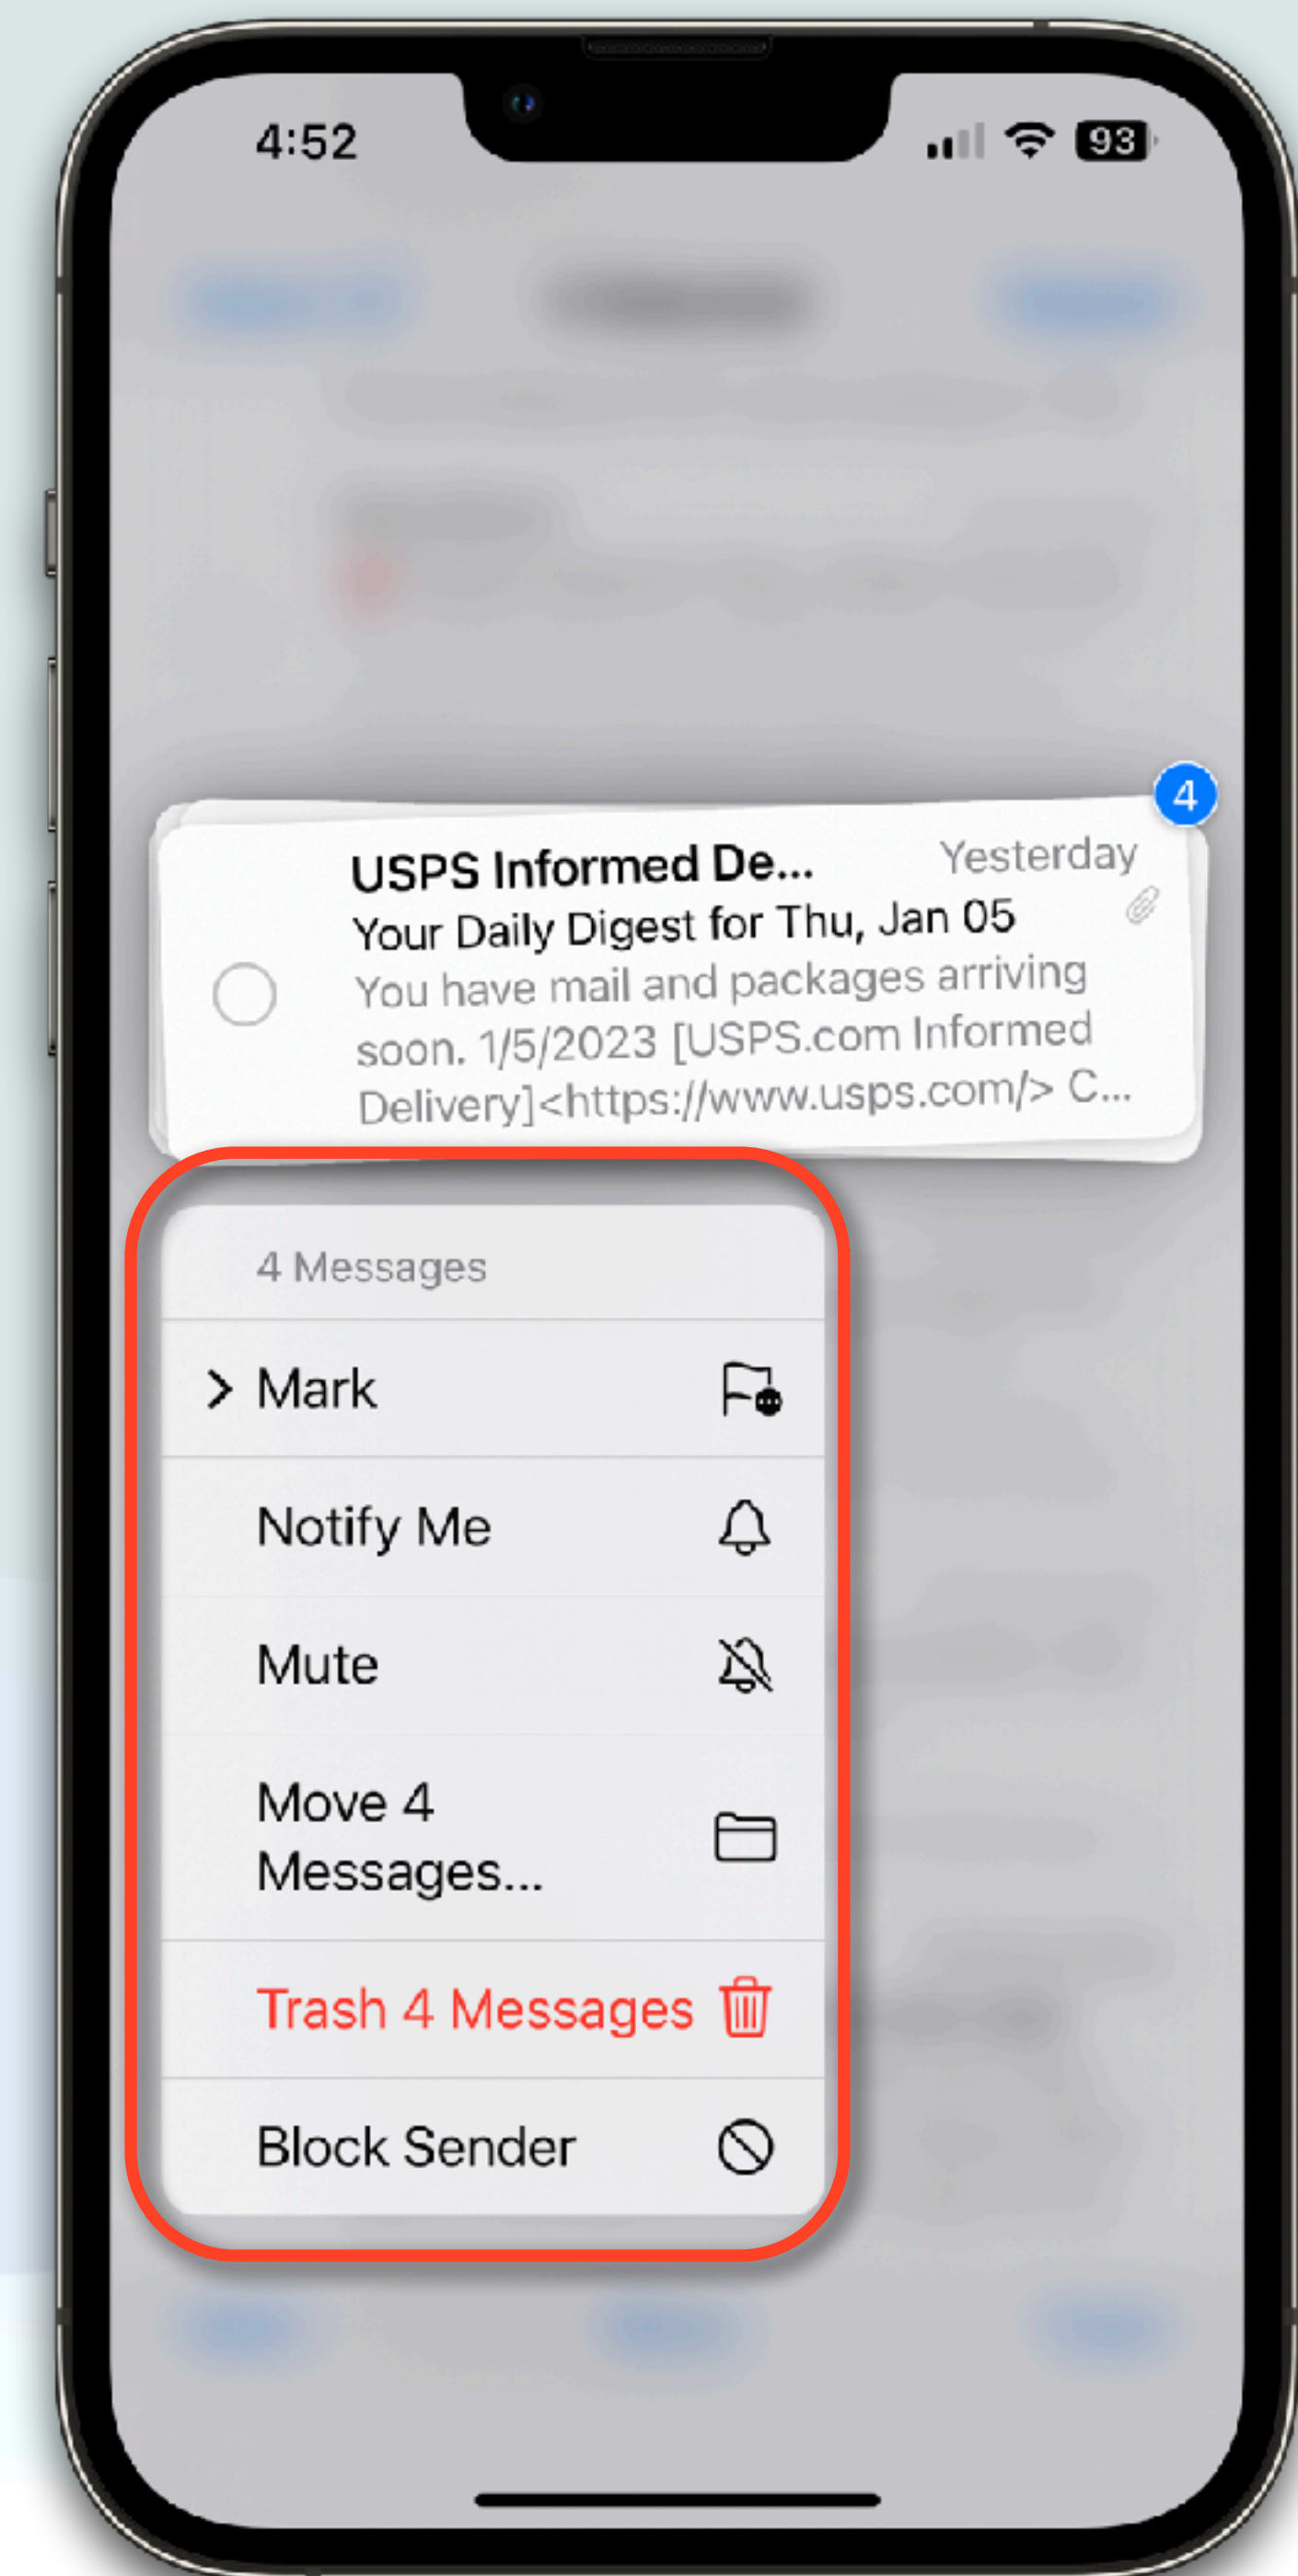 4:52
93
4
USPS Informed De...
Yesterday
Your Daily Digest for Thu, Jan 05
You have mail and packages arriving
soon. 1/5/2023 [USPS.com Informed
Delivery]<https://www.usps.com/> C...
4 Messages
Mark
Notify Me
Mute
Move 4
Messages...
Trash 4 Messages
Block Sender